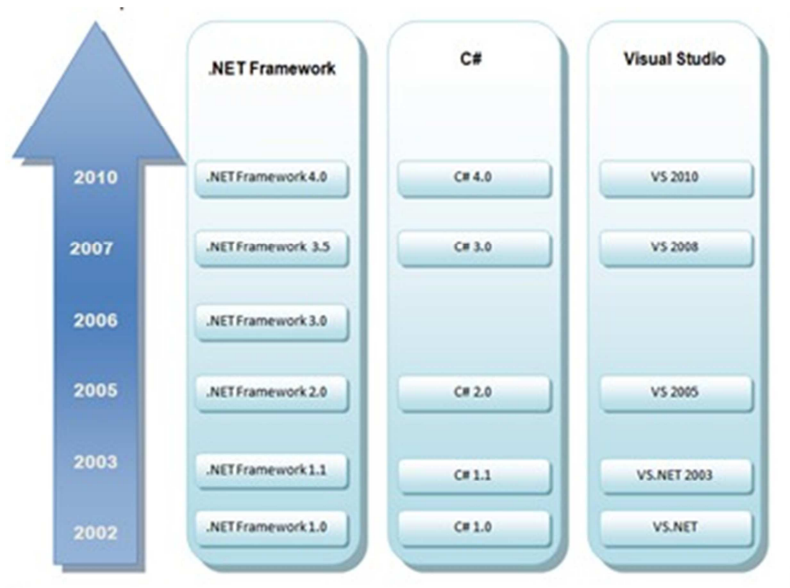 .NET Framework
C#
Visual Studio
2010
.NET Framework 4.0
C# 4.0
VS 2010
2007
.NET Framework 3.5
C# 3.0
VS 2008
2006
.NET Framework 3.0
2005
.NET Framework 2.0
C# 2.0
VS 2005
2003
.NET Framework 1.1
C# 1.1
VS.NET 2003
2002
.NET Framework 1.0
C# 1.0
VS.NET